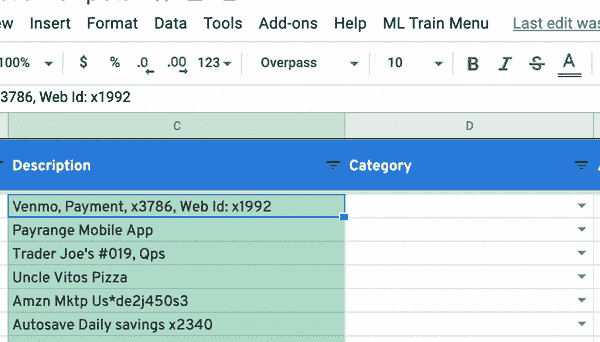 Insert Format Data Tools Add-ons Help ML Train Menu Last edit was
100% $ % .0 .00 123 Overpass 10 B I S A
3786, Web Id: x1992
C D
Description Category
Venmo, Payment, x3786, Web Id: x1992
Payrange Mobile App
Trader Joe's #019, Qps
Uncle Vitos Pizza
Amzn Mktp Us*de2j450s3
Autosave Daily savings x2340